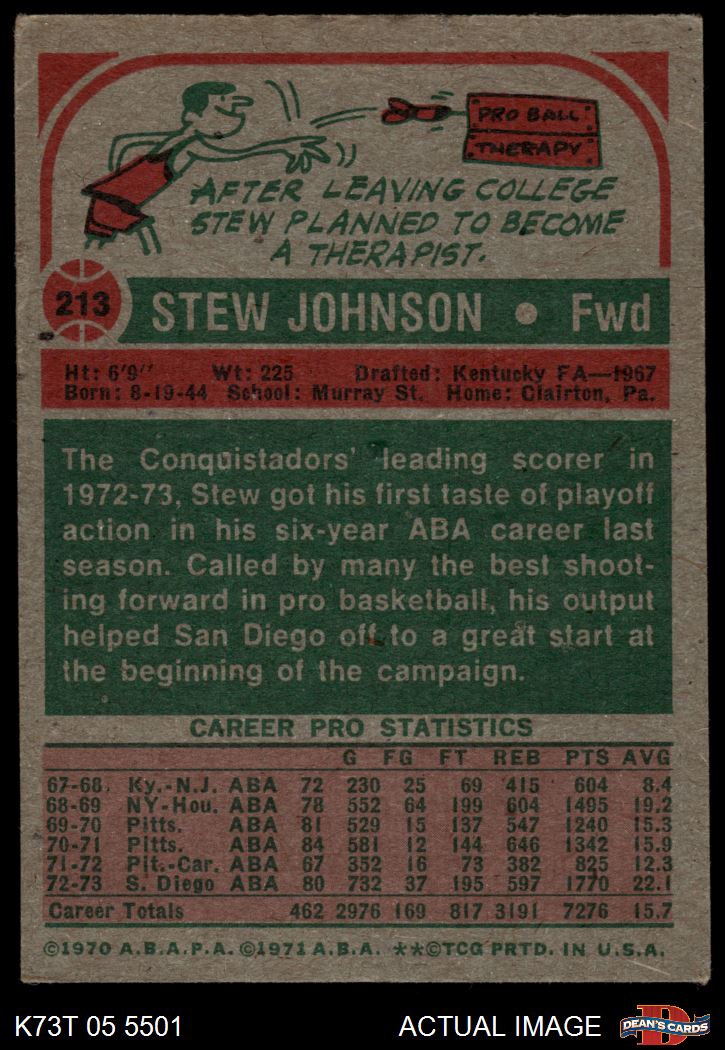 PRO BALL
THERAPY
AFTER LEAVING COLLEGE
STEW PLANNED TO BECOME
A THERAPIST.
213 STEW JOHNSON • Fwd
Ht: 6'9" Wt: 225 Drafted: Kentucky FA—1967
Born: 8-19-44 School: Murray St. Home: Clairton, Pa.
The Conquistadors' leading scorer in
1972-73, Stew got his first taste of playoff
action in his six-year ABA career last
season. Called by many the best shoot-
ing forward in pro basketball, his output
helped San Diego off to a great start at
the beginning of the campaign.
CAREER PRO STATISTICS
G FG FT REB PTS AVG
67-68. Ky.-N.J. ABA 72 230 25 69 415 604 8.4
68-69 NY-Hou. ABA 78 552 64 199 604 1495 19.2
69-70 Pitts. ABA 81 529 15 137 547 1240 15.3
70-71 Pitts. ABA 84 581 12 144 646 1342 15.9
71-72 Pit.-Car. ABA 67 352 16 73 382 825 12.3
72-73 S. Diego ABA 80 732 37 195 597 1770 22.1
Career Totals 462 2976 169 817 3191 7276 15.7
©1970 A.B.A.P.A. ©1971 A.B.A. **©TCG PRTD. IN U.S.A.
K73T 05 5501 ACTUAL IMAGE D DEAN'S CARDS